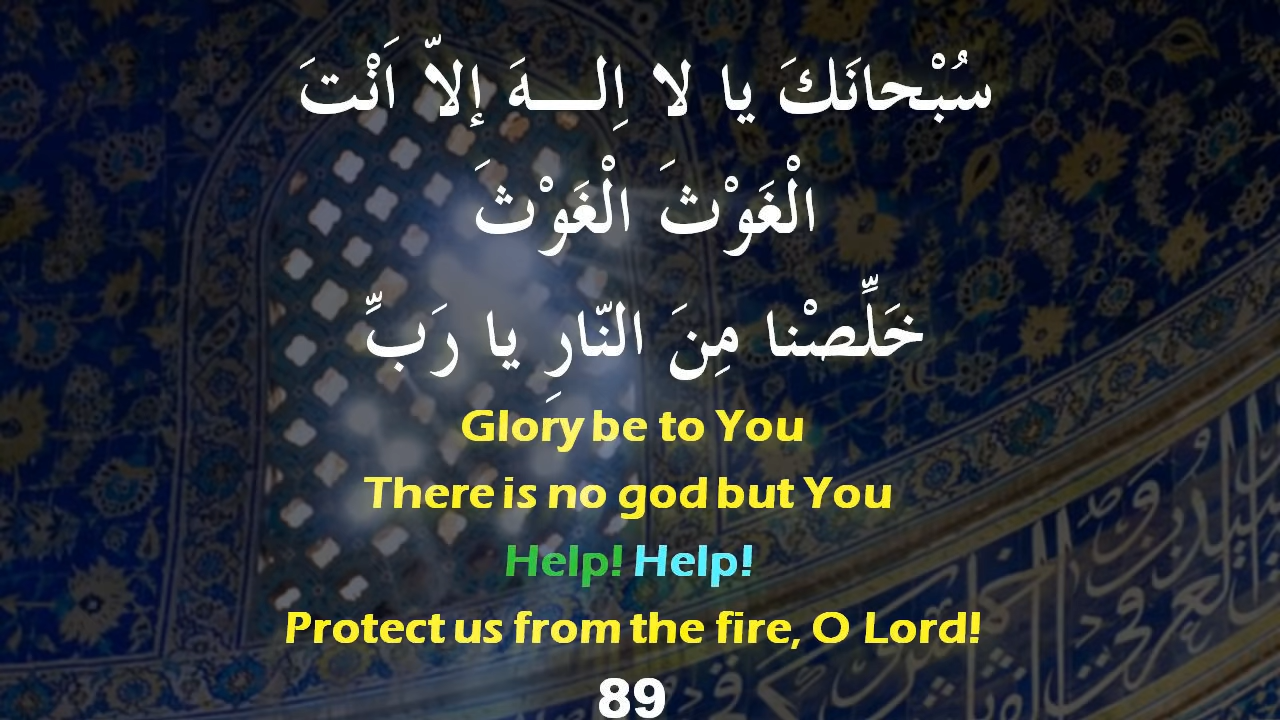 سُبْحانَكَ يا لا اِلـــهَ إلاّ اَنْتَ
الْغَوْثَ الْغَوْثَ
خَلِّصْنا مِنَ النّارِ يا رَبِّ
Glory be to You
There is no god but You
Help! Help!
Protect us from the fire, O Lord!
89